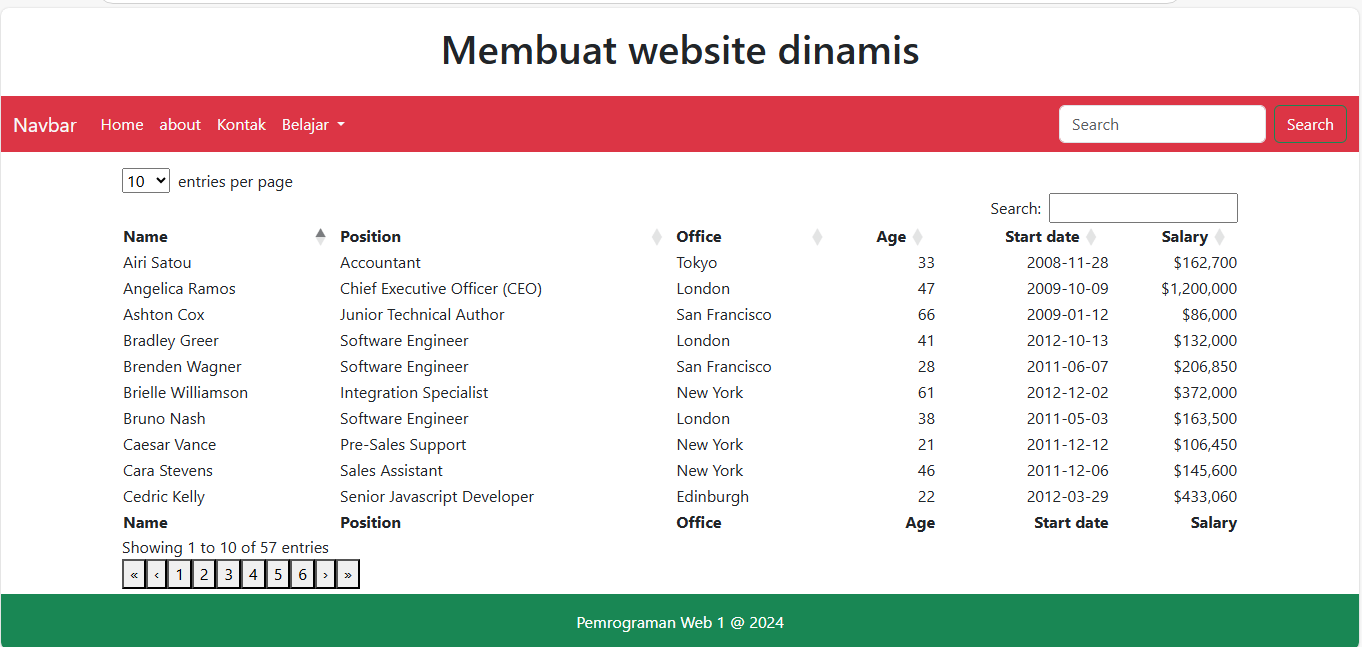 Membuat website dinamis
Navbar Home about Kontak Belajar Search Search
10 entries per page
Search:
Name Position Office Age Start date Salary
Airi Satou Accountant Tokyo 33 2008-11-28 $162,700
Angelica Ramos Chief Executive Officer (CEO) London 47 2009-10-09 $1,200,000
Ashton Cox Junior Technical Author San Francisco 66 2009-01-12 $86,000
Bradley Greer Software Engineer London 41 2012-10-13 $132,000
Brenden Wagner Software Engineer San Francisco 28 2011-06-07 $206,850
Brielle Williamson Integration Specialist New York 61 2012-12-02 $372,000
Bruno Nash Software Engineer London 38 2011-05-03 $163,500
Caesar Vance Pre-Sales Support New York 21 2011-12-12 $106,450
Cara Stevens Sales Assistant New York 46 2011-12-06 $145,600
Cedric Kelly Senior Javascript Developer Edinburgh 22 2012-03-29 $433,060
Name Position Office Age Start date Salary
Showing 1 to 10 of 57 entries
« ‹ 1 2 3 4 5 6 › »
Pemrograman Web 1 @ 2024